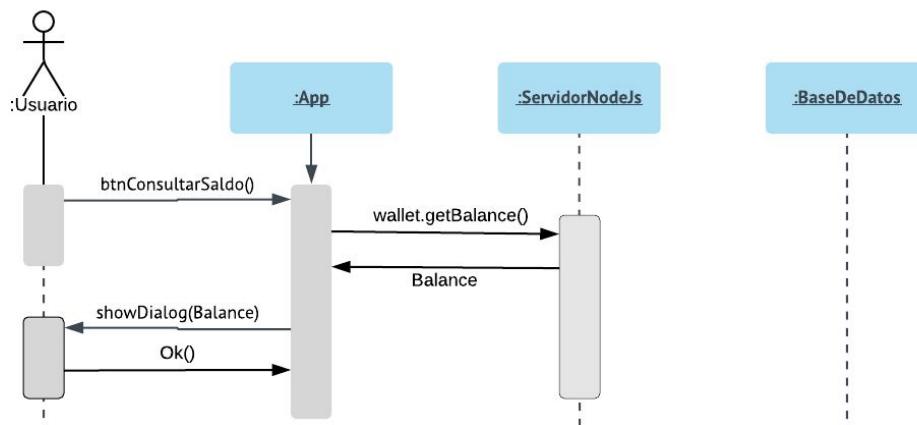 :Usuario
:App
:ServidorNodeJs
:BaseDeDatos
btnConsultarSaldo()
wallet.getBalance()
Balance
showDialog(Balance)
Ok()